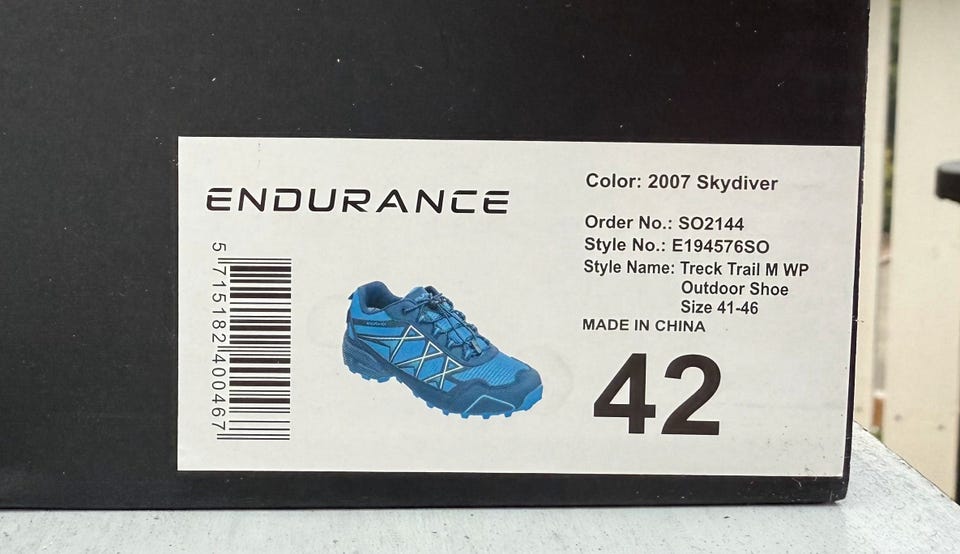 ENDURANCE
5 715182 400467
Color: 2007 Skydiver
Order No.: SO2144
Style No.: E194576SO
Style Name: Treck Trail M WP
Outdoor Shoe
Size 41-46
MADE IN CHINA
42